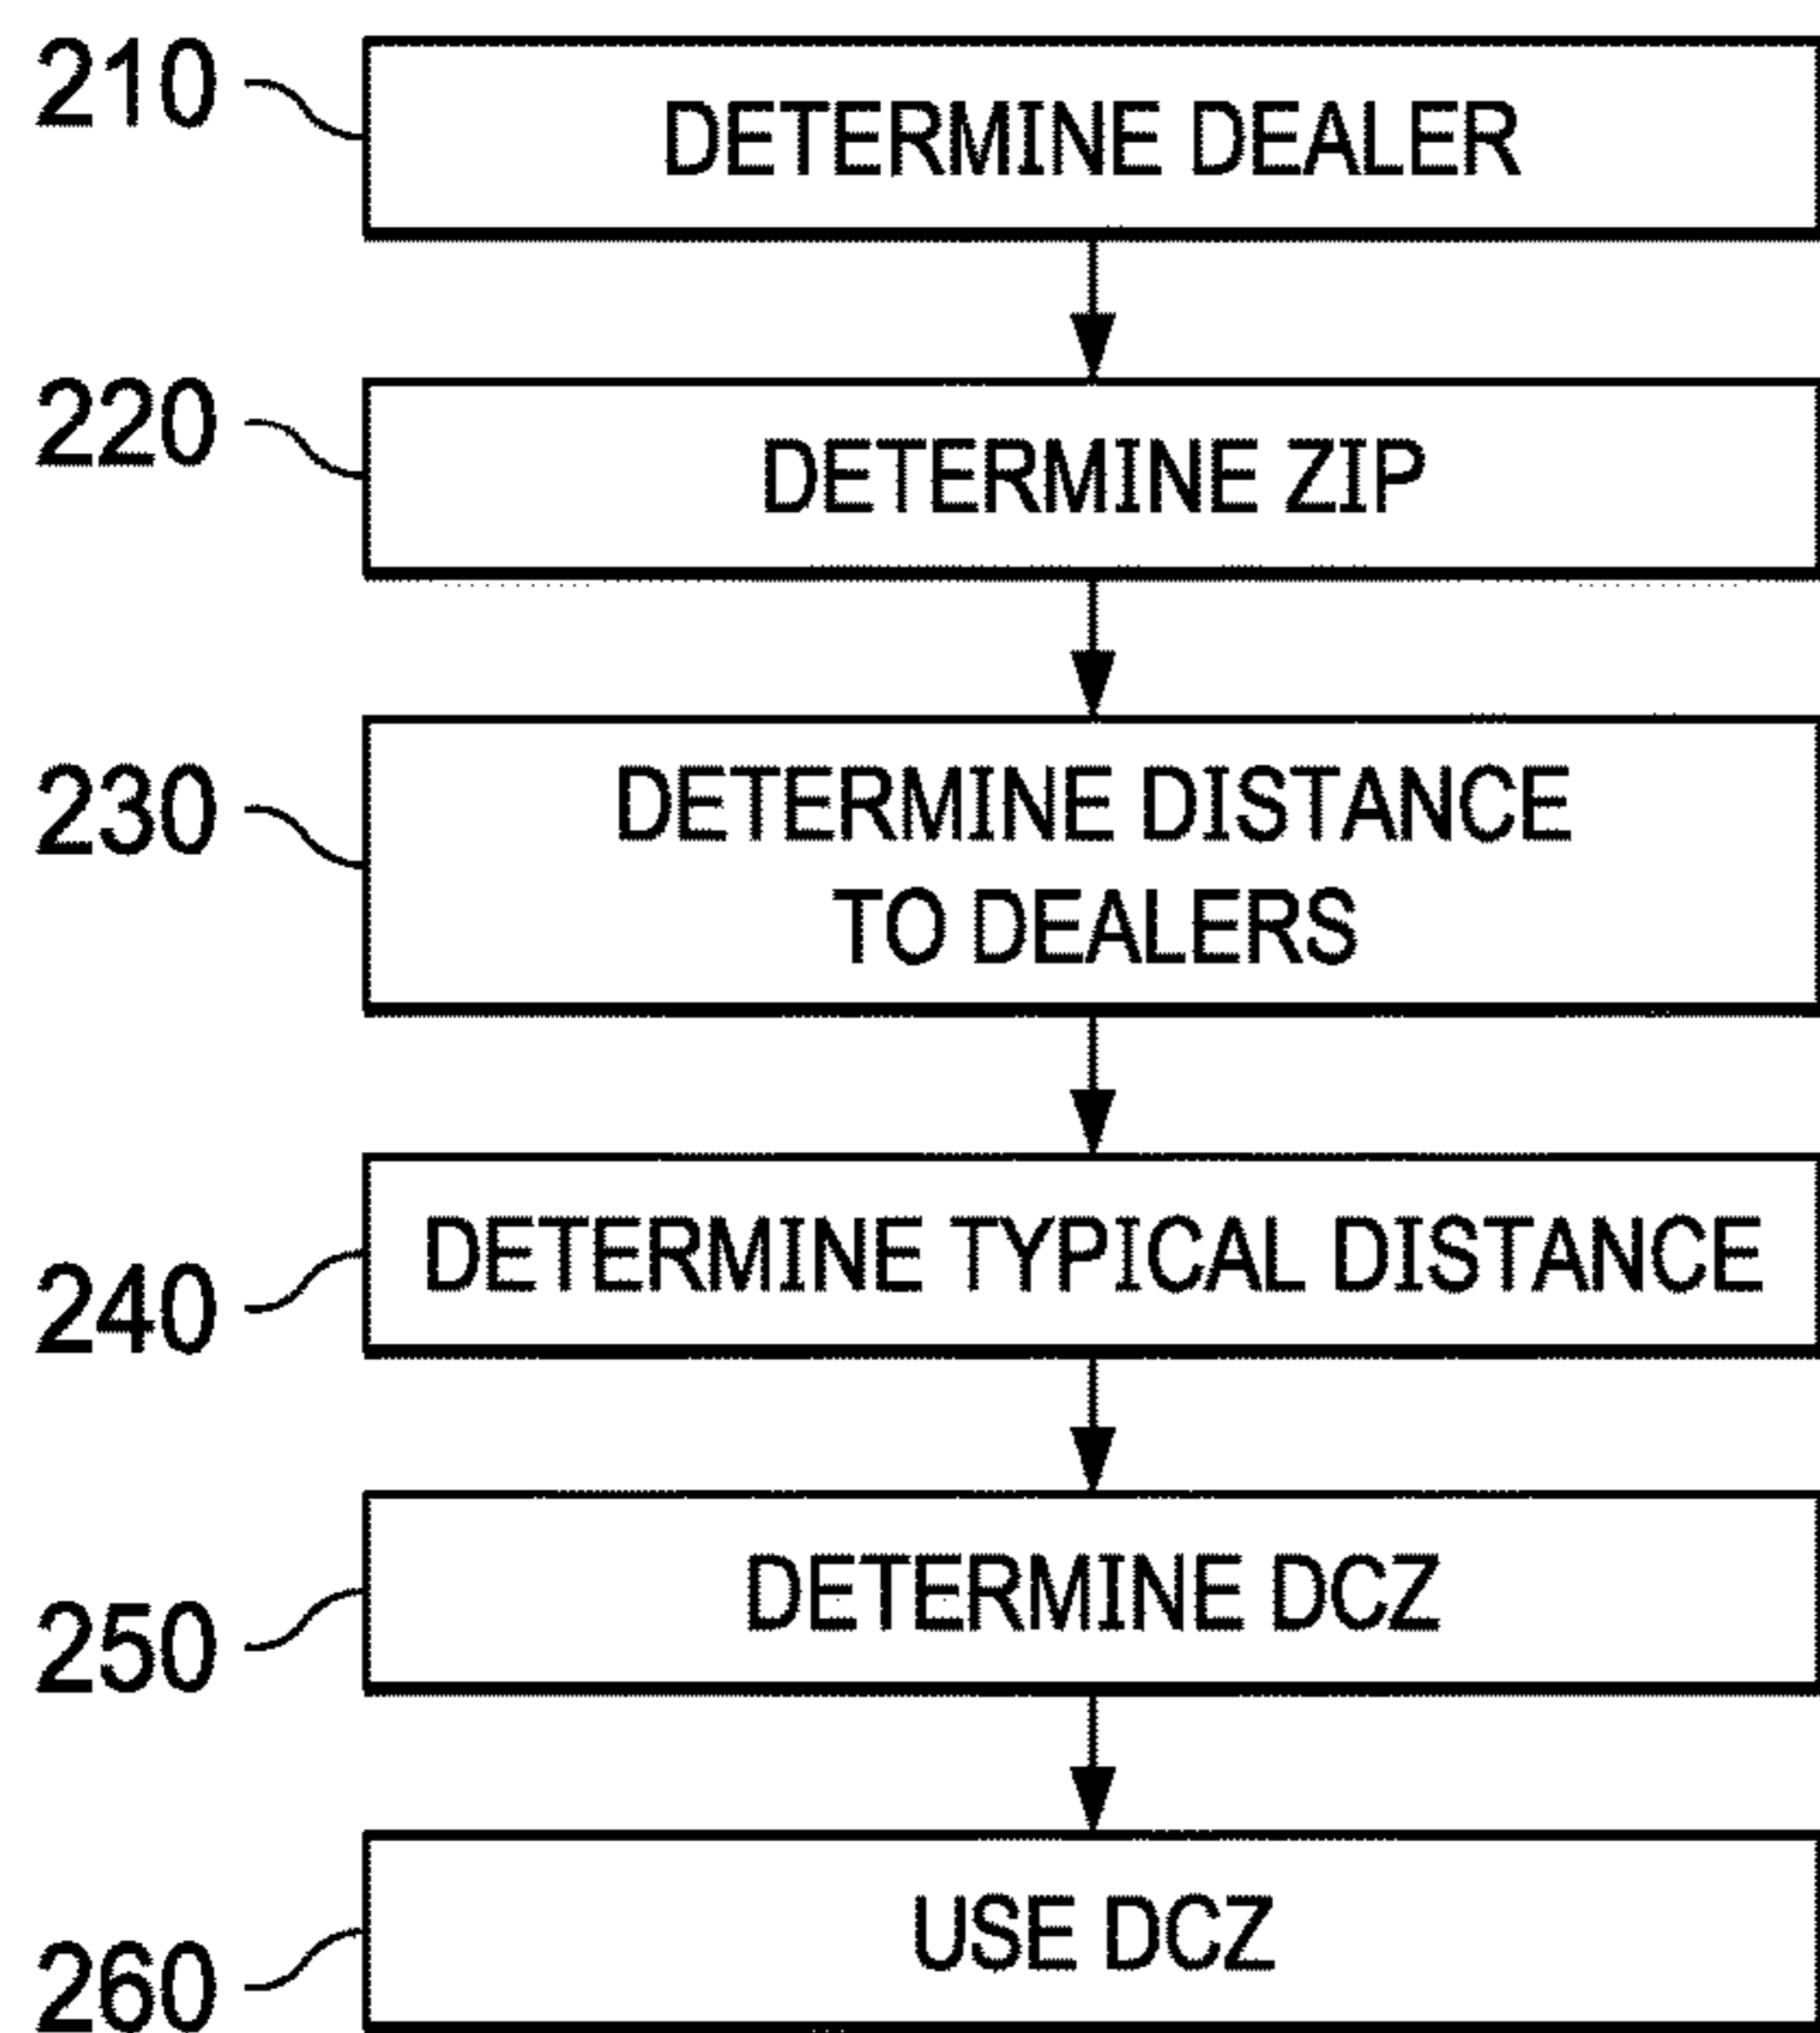 210
DETERMINE DEALER
220
DETERMINE ZIP
230
DETERMINE DISTANCE
TO DEALERS
240
DETERMINE TYPICAL DISTANCE
250
DETERMINE DCZ
260
USE DCZ